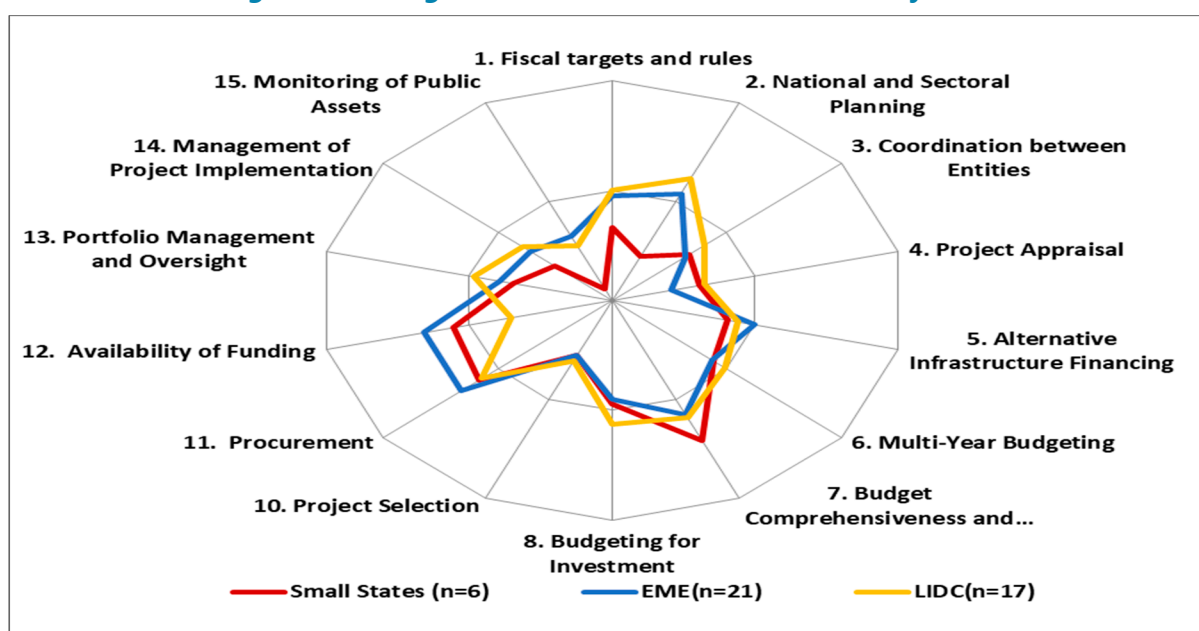 1. Fiscal targets and rules
2. National and Sectoral
Planning
3. Coordination between
Entities
4. Project Appraisal
5. Alternative
Infrastructure Financing
6. Multi-Year Budgeting
7. Budget
Comprehensiveness and...
8. Budgeting for
Investment
10. Project Selection
11. Procurement
12. Availability of Funding
13. Portfolio Management
and Oversight
14. Management of
Project Implementation
15. Monitoring of Public
Assets
Small States (n=6)
EME(n=21)
LIDC(n=17)